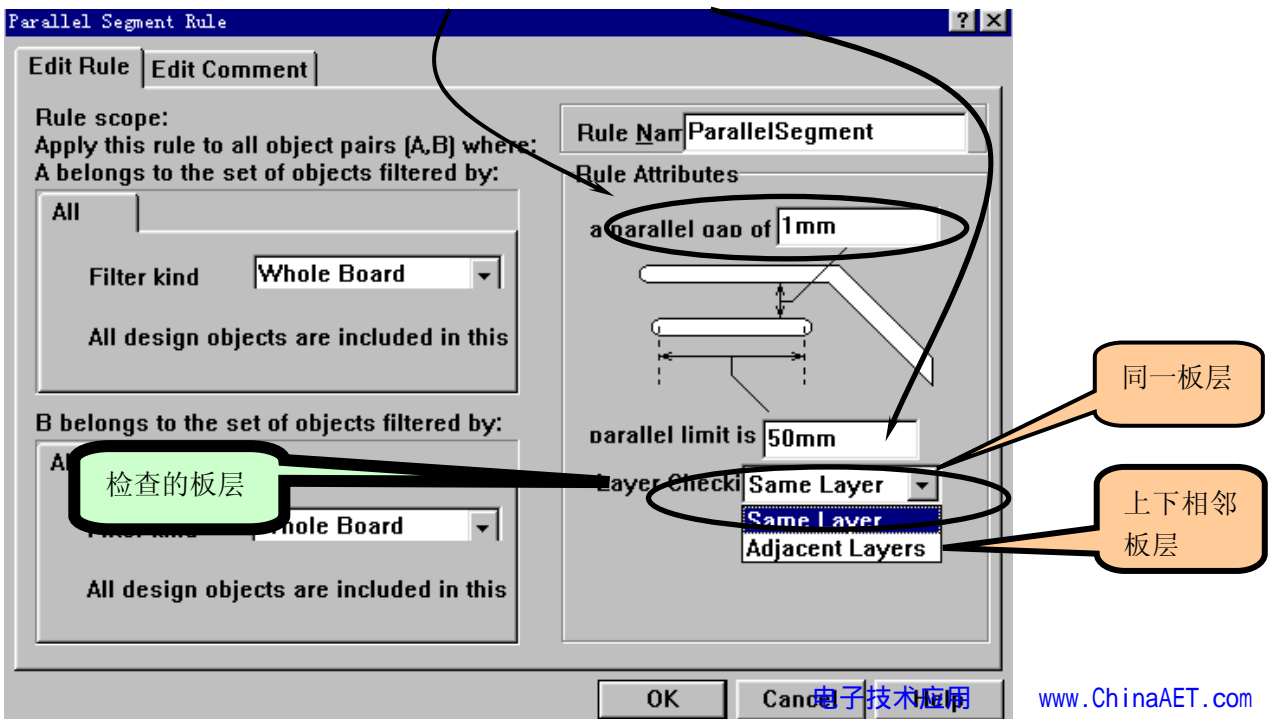 Parallel Segment Rule
Edit Rule
Edit Comment
Rule scope:
Apply this rule to all object pairs (A,B) where:
A belongs to the set of objects filtered by:
All
Filter kind
Whole Board
All design objects are included in this
B belongs to the set of objects filtered by:
检查的板层
Whole Board
All design objects are included in this
Rule Nam
ParallelSegment
Rule Attributes
a parallel gap of
1mm
parallel limit is
50mm
Layer Checki
Same Layer
Same Layer
Adjacent Layers
同一板层
上下相邻
板层
OK
Cancel
Help
电子技术应用
www.ChinaAET.com